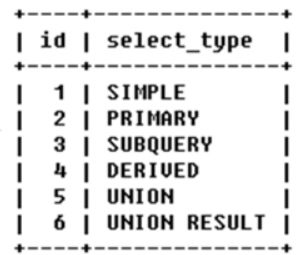 +----+--------------+
| id | select_type  |
+----+--------------+
|  1 | SIMPLE       |
|  2 | PRIMARY      |
|  3 | SUBQUERY     |
|  4 | DERIVED      |
|  5 | UNION        |
|  6 | UNION RESULT |
+----+--------------+